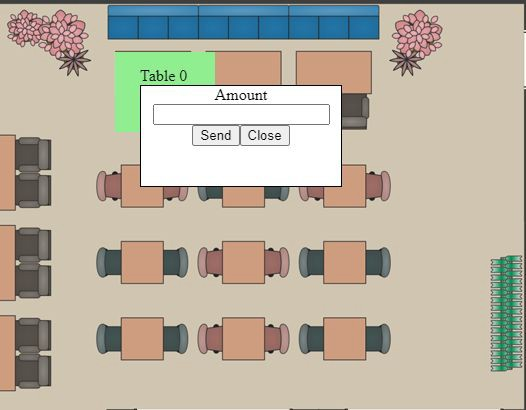 Table 0
Amount
Send Close